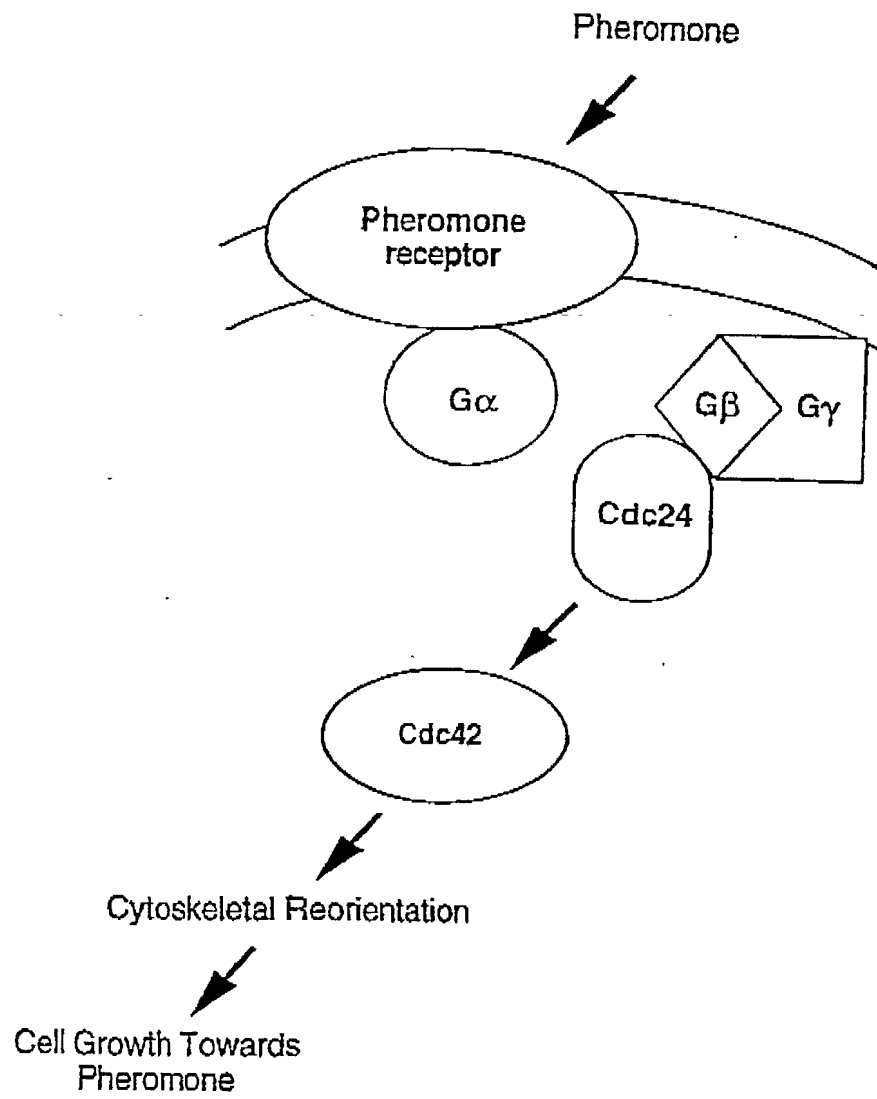 Pheromone
Pheromone
receptor
Gα
Gβ
Gγ
Cdc24
Cdc42
Cytoskeletal Reorientation
Cell Growth Towards
Pheromone